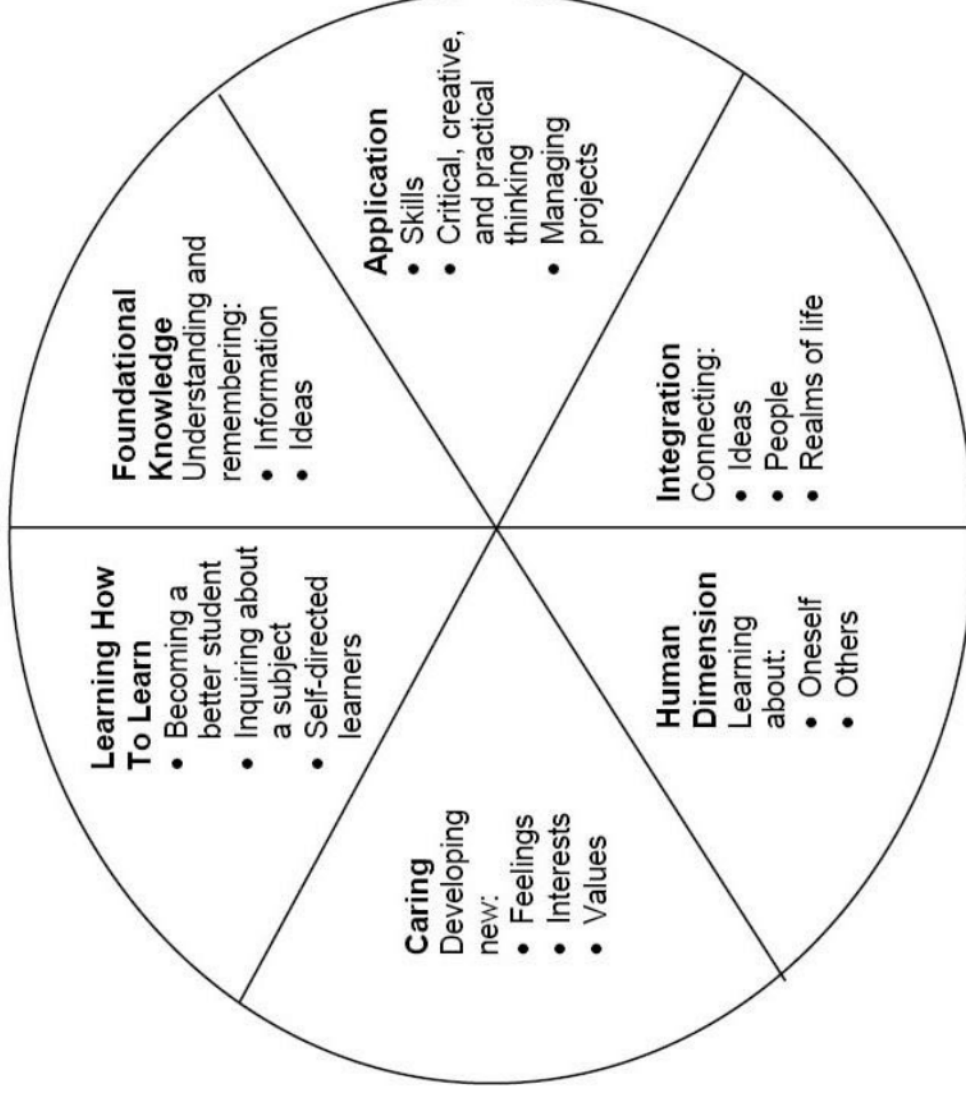 Foundational
Knowledge
Understanding and
remembering:
• Information
• Ideas
Application
• Skills
• Critical, creative,
and practical
thinking
• Managing
projects
Integration
Connecting:
• Ideas
• People
• Realms of life
Human
Dimension
Learning
about:
• Oneself
• Others
Caring
Developing
new:
• Feelings
• Interests
• Values
Learning How
To Learn
• Becoming a
better student
• Inquiring about
a subject
• Self-directed
learners